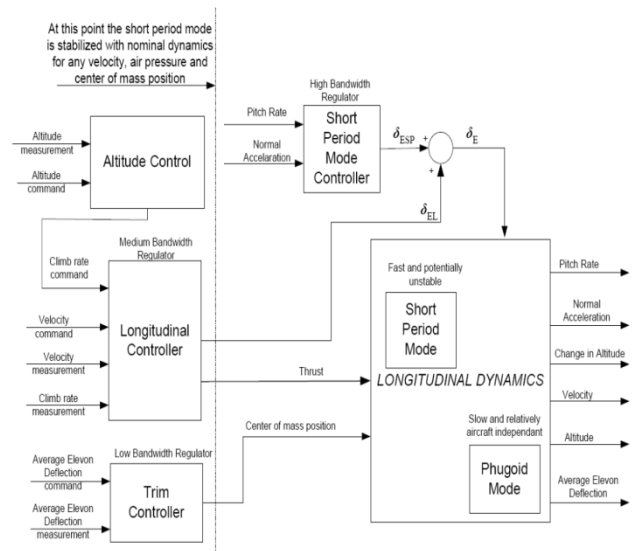 At this point the short period mode
is stabilized with nominal dynamics
for any velocity, air pressure and
center of mass position
High Bandwidth
Regulator
Pitch Rate
Normal
Accelaration
Short
Period
Mode
Controller
δESP
+
+
δE
δEL
Altitude
measurement
Altitude
command
Altitude Control
Climb rate
command
Medium Bandwidth
Regulator
Velocity
command
Velocity
measurement
Climb rate
measurement
Longitudinal
Controller
Thrust
Center of mass position
Low Bandwidth Regulator
Average Elevon
Deflection
command
Average Elevon
Deflection
measurement
Trim
Controller
Fast and potentially
unstable
Short
Period
Mode
LONGITUDINAL DYNAMICS
Slow and relatively
aircraft independant
Phugoid
Mode
Pitch Rate
Normal
Acceleration
Change in Altitude
Velocity
Altitude
Average Elevon
Deflection